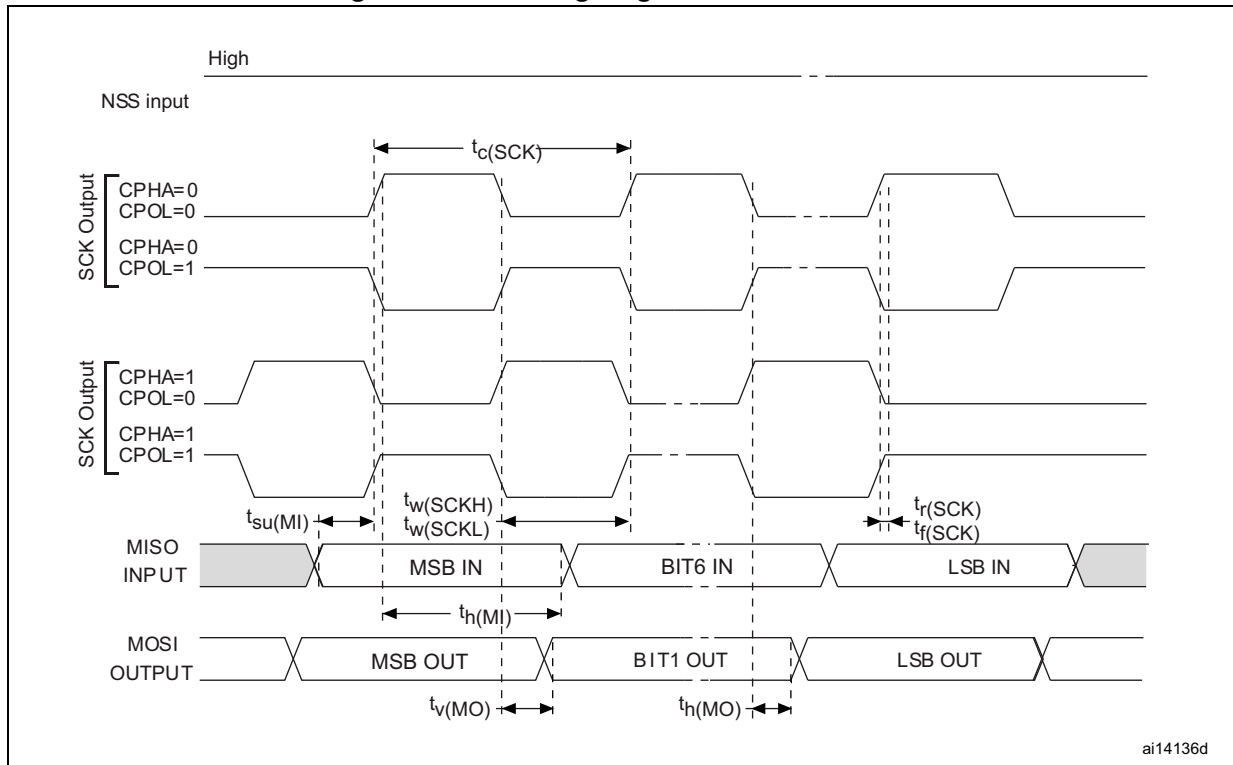 High
NSS input
tc(SCK)
SCK Output
CPHA=0
CPOL=0
CPHA=0
CPOL=1
SCK Output
CPHA=1
CPOL=0
CPHA=1
CPOL=1
tsu(MI)
tw(SCKH)
tw(SCKL)
tr(SCK)
tf(SCK)
MISO
INPUT
MSB IN
BIT6 IN
LSB IN
th(MI)
MOSI
OUTPUT
MSB OUT
BIT1 OUT
LSB OUT
tv(MO)
th(MO)
ai14136d